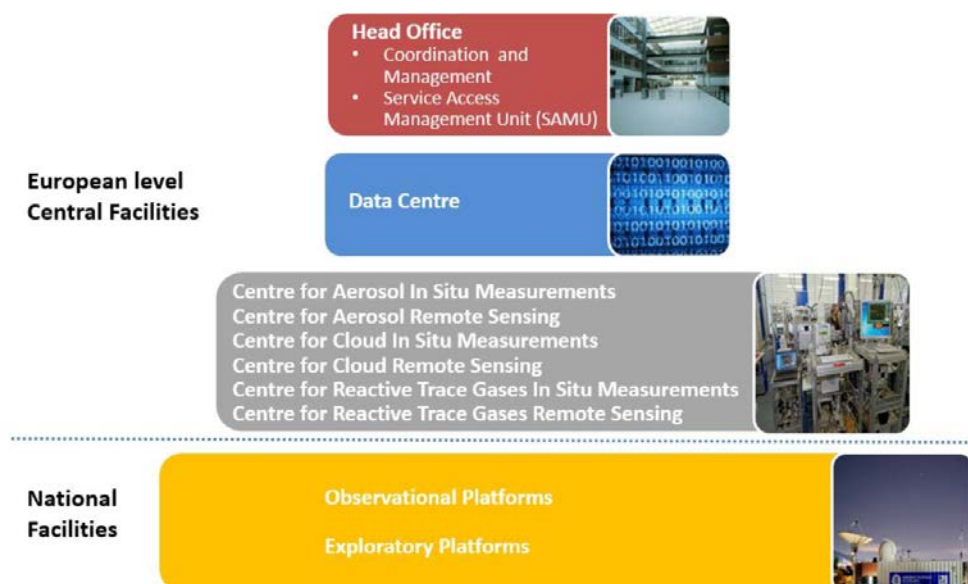 Head Office
• Coordination and
Management
• Service Access
Management Unit (SAMU)
European level
Central Facilities
Data Centre
Centre for Aerosol In Situ Measurements
Centre for Aerosol Remote Sensing
Centre for Cloud In Situ Measurements
Centre for Cloud Remote Sensing
Centre for Reactive Trace Gases In Situ Measurements
Centre for Reactive Trace Gases Remote Sensing
National
Facilities
Observational Platforms
Exploratory Platforms